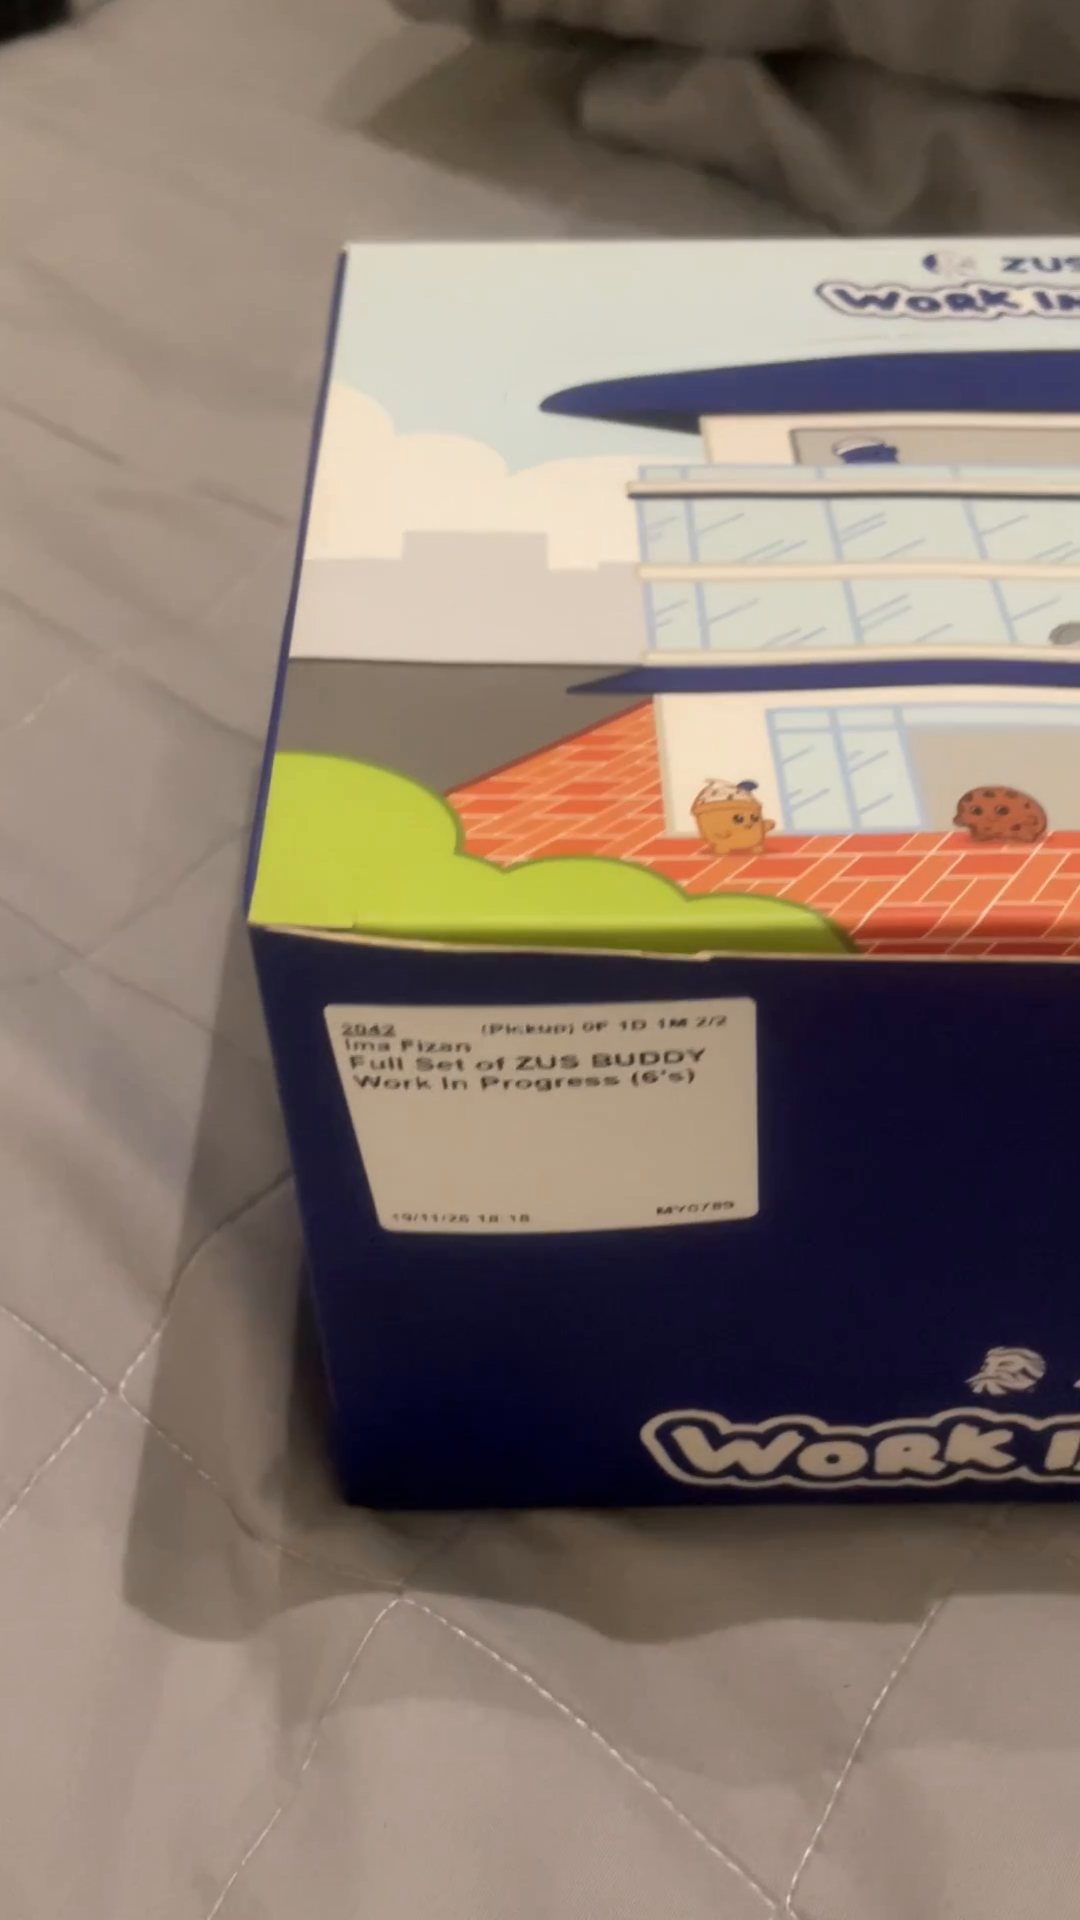 ZUS
WORK IN
2042 (Pickup) 0F 1D 1M 2/2
Ima Fizan
Full Set of ZUS BUDDY
Work In Progress (6's)
MY0789
WORK